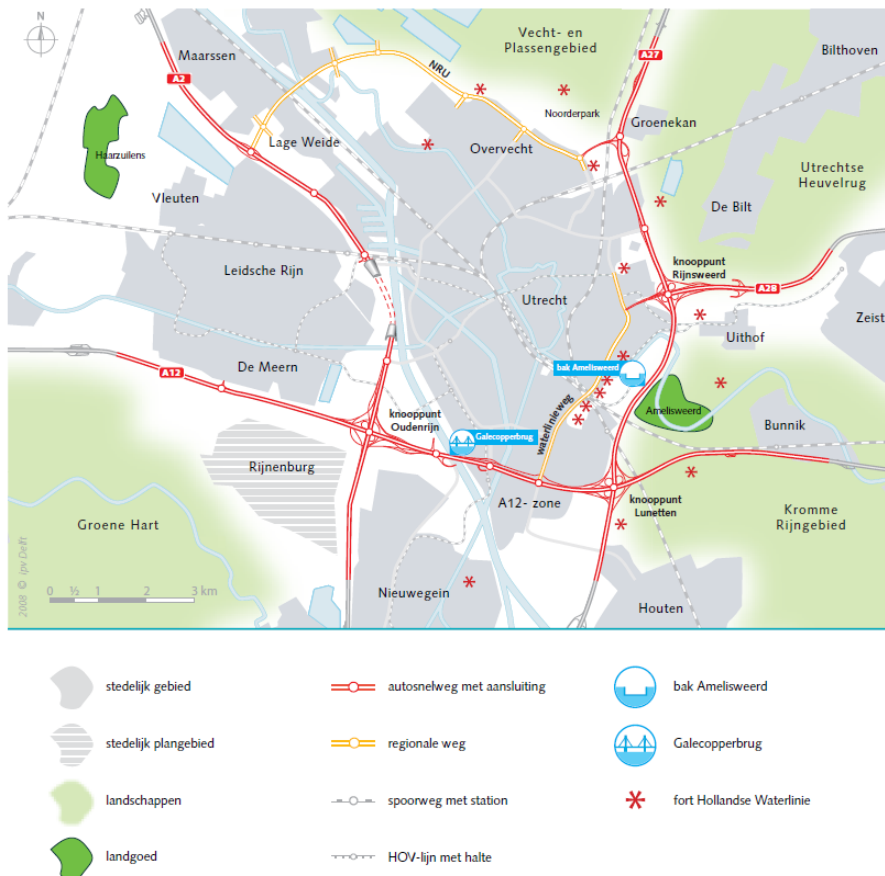 N
Maarssen
Vecht- en
Plassengebied
Bilthoven
A2
A27
NRU
Noorderpark
Groenekan
Haarzuilens
Lage Weide
Overvecht
Utrechtse
Heuvelrug
Vleuten
De Bilt
Leidsche Rijn
knooppunt
Rijnsweerd
Utrecht
A28
Uithof
Zeist
De Meern
A12
bak Amelisweerd
Amelisweerd
knooppunt
Oudenrijn
Galecopperbrug
waterlinieweg
Bunnik
Rijnenburg
A12- zone
knooppunt
Lunetten
Groene Hart
Kromme
Rijngebied
2008 © ipv Delft
0 ½ 1 2 3 km
Nieuwegein
Houten
stedelijk gebied
autosnelweg met aansluiting
bak Amelisweerd
stedelijk plangebied
regionale weg
Galecopperbrug
landschappen
spoorweg met station
fort Hollandse Waterlinie
landgoed
HOV-lijn met halte